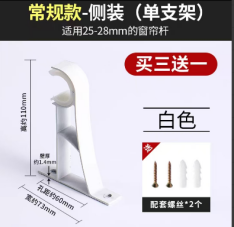 常规款-侧装（单支架）
适用25-28mm的窗帘杆
买三送一
高约110mm
壁厚
约1.4mm
孔距约60mm
宽约73mm
白色
送
配套螺丝*2个